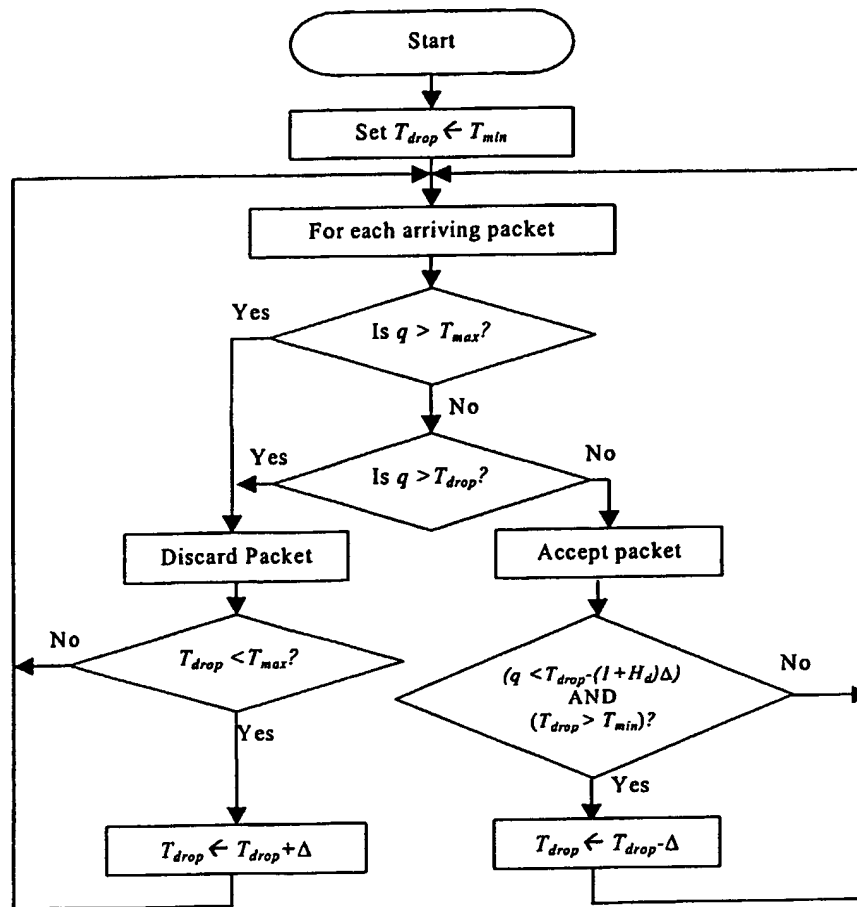 Start
Set T_drop ← T_min
For each arriving packet
Yes
Is q > T_max?
No
Yes
Is q > T_drop?
No
Discard Packet
Accept packet
No
T_drop < T_max?
(q < T_drop-(1+H_d)Δ)
AND
(T_drop > T_min)?
No
Yes
Yes
T_drop ← T_drop+Δ
T_drop ← T_drop-Δ